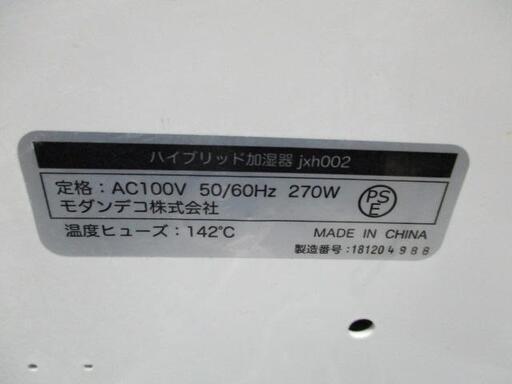 ハイブリッド加湿器 jxh002
定格：AC100V 50/60Hz 270W
PSE
モダンデコ株式会社
温度ヒューズ：142℃
MADE IN CHINA
製造番号：181204988